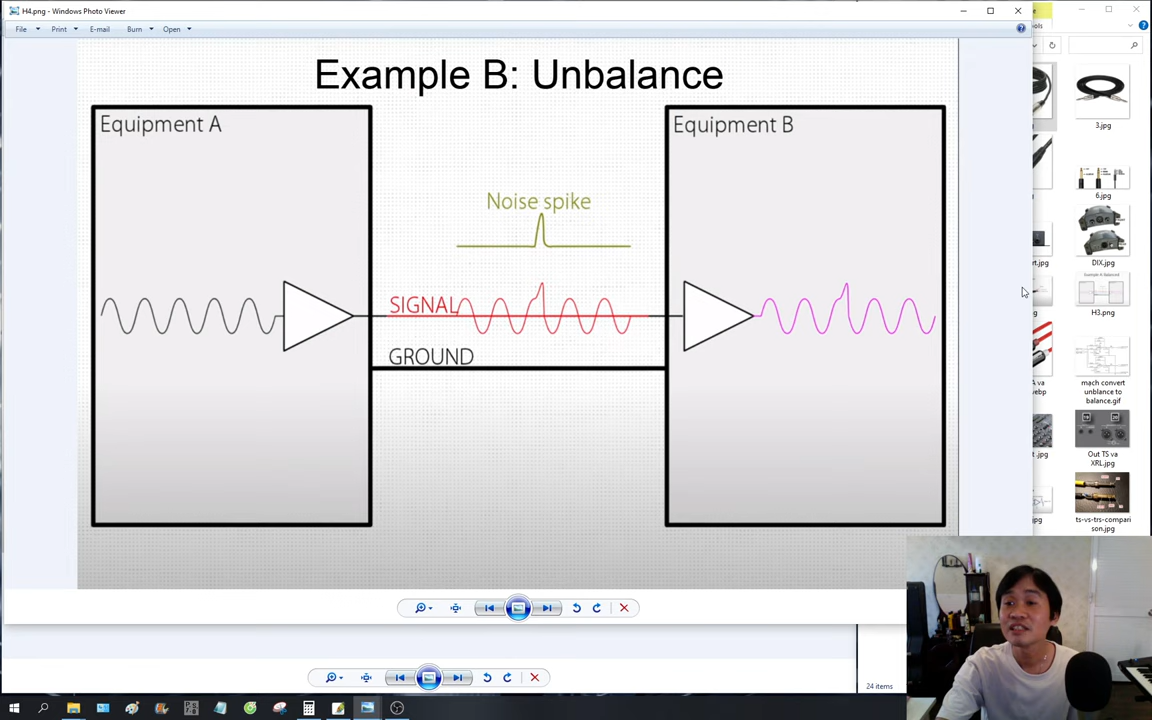 H4.png - Windows Photo Viewer
File
Print
E-mail
Burn
Open
Example B: Unbalance
Equipment A
Equipment B
Noise spike
SIGNAL
GROUND
3.jpg
6.jpg
DIX.jpg
H3.png
mach convert
unblance to
balance.gif
Out TS va
XRL.jpg
ts-vs-trs-compari
son.jpg
24 items